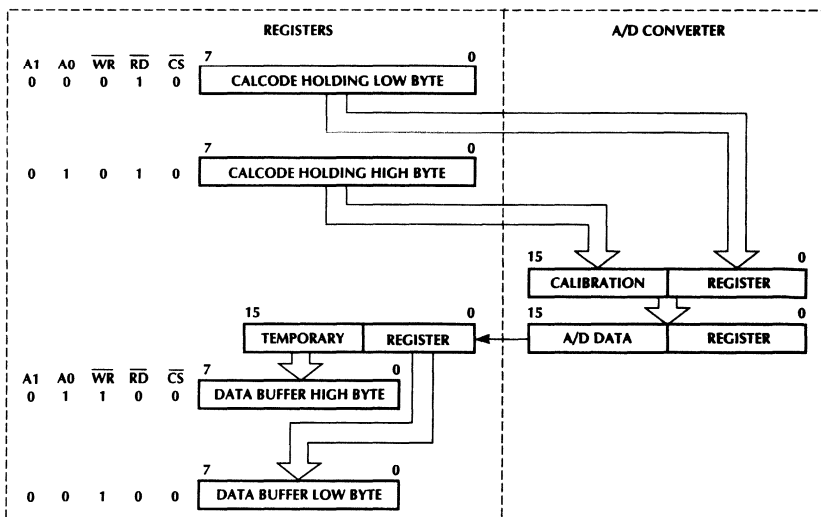 REGISTERS A/D CONVERTER
A1 A0 WR RD CS 7 0
0 0 0 1 0 CALCODE HOLDING LOW BYTE
7 0
0 1 0 1 0 CALCODE HOLDING HIGH BYTE
15 0
CALIBRATION REGISTER
15 0 15 0
TEMPORARY REGISTER A/D DATA REGISTER
A1 A0 WR RD CS 7 0
0 1 1 0 0 DATA BUFFER HIGH BYTE
7 0
0 0 1 0 0 DATA BUFFER LOW BYTE